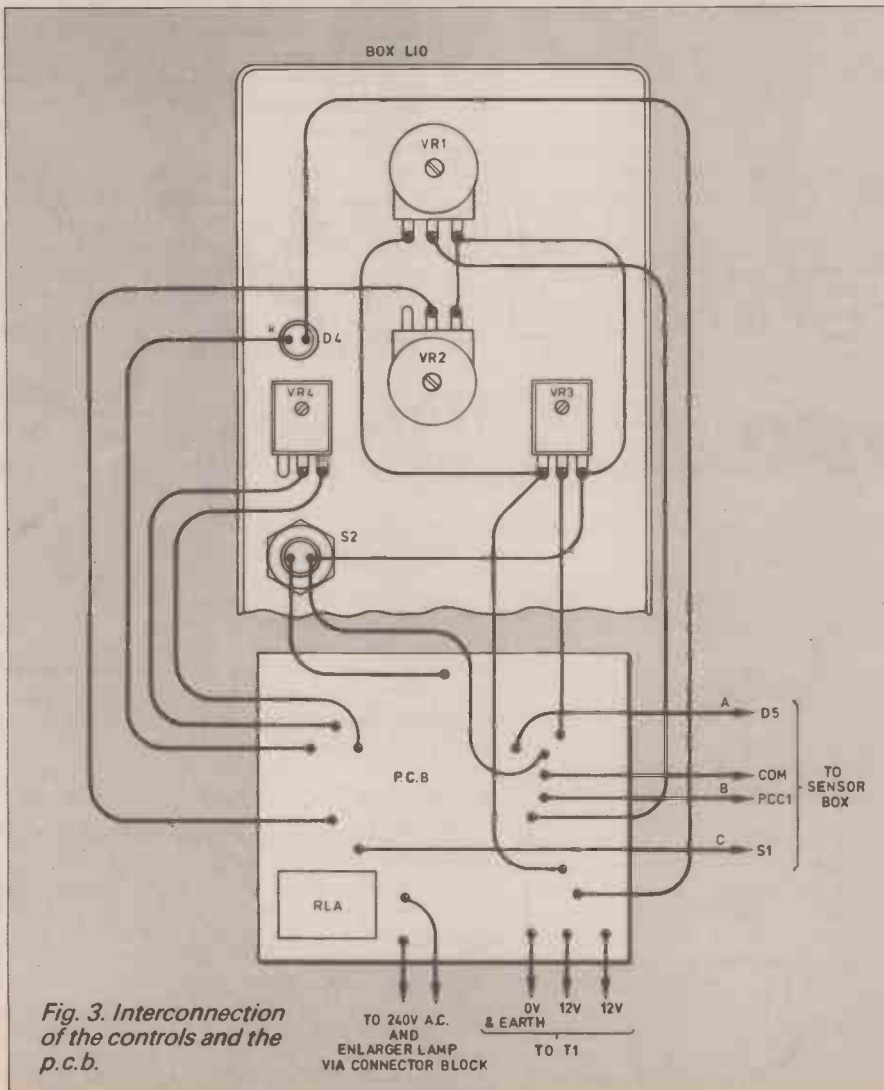 BOX L10
VR1
K
D4
VR2
VR4
VR3
S2
A
D5
P.C.B
COM
B
PCC1
TO
SENSOR
BOX
C
S1
RLA
TO 240V A.C.
AND
ENLARGER LAMP
VIA CONNECTOR BLOCK
0V
& EARTH
12V
12V
TO T1
Fig. 3. Interconnection
of the controls and the
p.c.b.